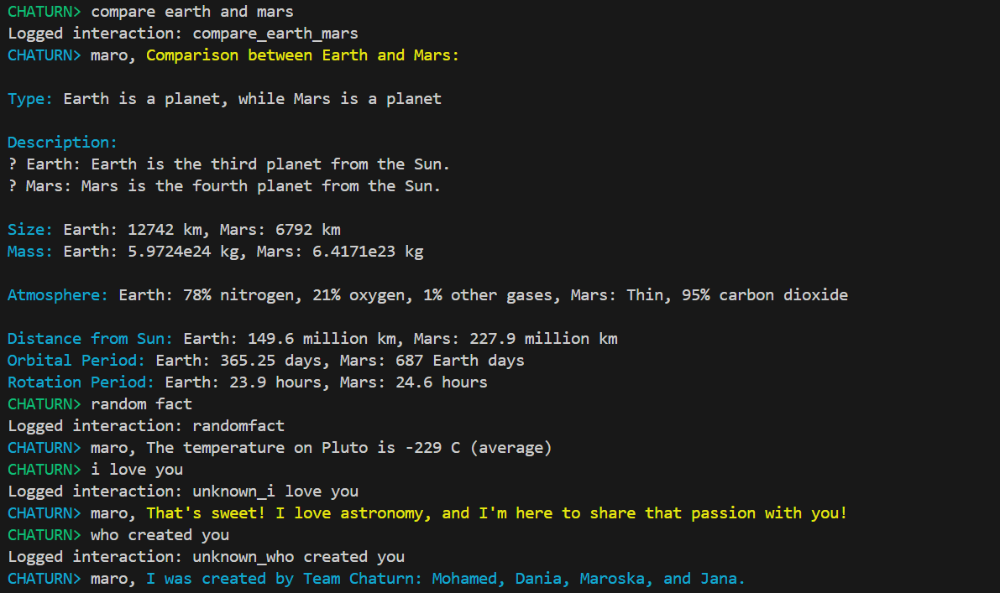 CHATURN> compare earth and mars
Logged interaction: compare_earth_mars
CHATURN> maro, Comparison between Earth and Mars:
Type: Earth is a planet, while Mars is a planet
Description:
? Earth: Earth is the third planet from the Sun.
? Mars: Mars is the fourth planet from the Sun.
Size: Earth: 12742 km, Mars: 6792 km
Mass: Earth: 5.9724e24 kg, Mars: 6.4171e23 kg
Atmosphere: Earth: 78% nitrogen, 21% oxygen, 1% other gases, Mars: Thin, 95% carbon dioxide
Distance from Sun: Earth: 149.6 million km, Mars: 227.9 million km
Orbital Period: Earth: 365.25 days, Mars: 687 Earth days
Rotation Period: Earth: 23.9 hours, Mars: 24.6 hours
CHATURN> random fact
Logged interaction: randomfact
CHATURN> maro, The temperature on Pluto is -229 C (average)
CHATURN> i love you
Logged interaction: unknown_i love you
CHATURN> maro, That's sweet! I love astronomy, and I'm here to share that passion with you!
CHATURN> who created you
Logged interaction: unknown_who created you
CHATURN> maro, I was created by Team Chaturn: Mohamed, Dania, Maroska, and Jana.